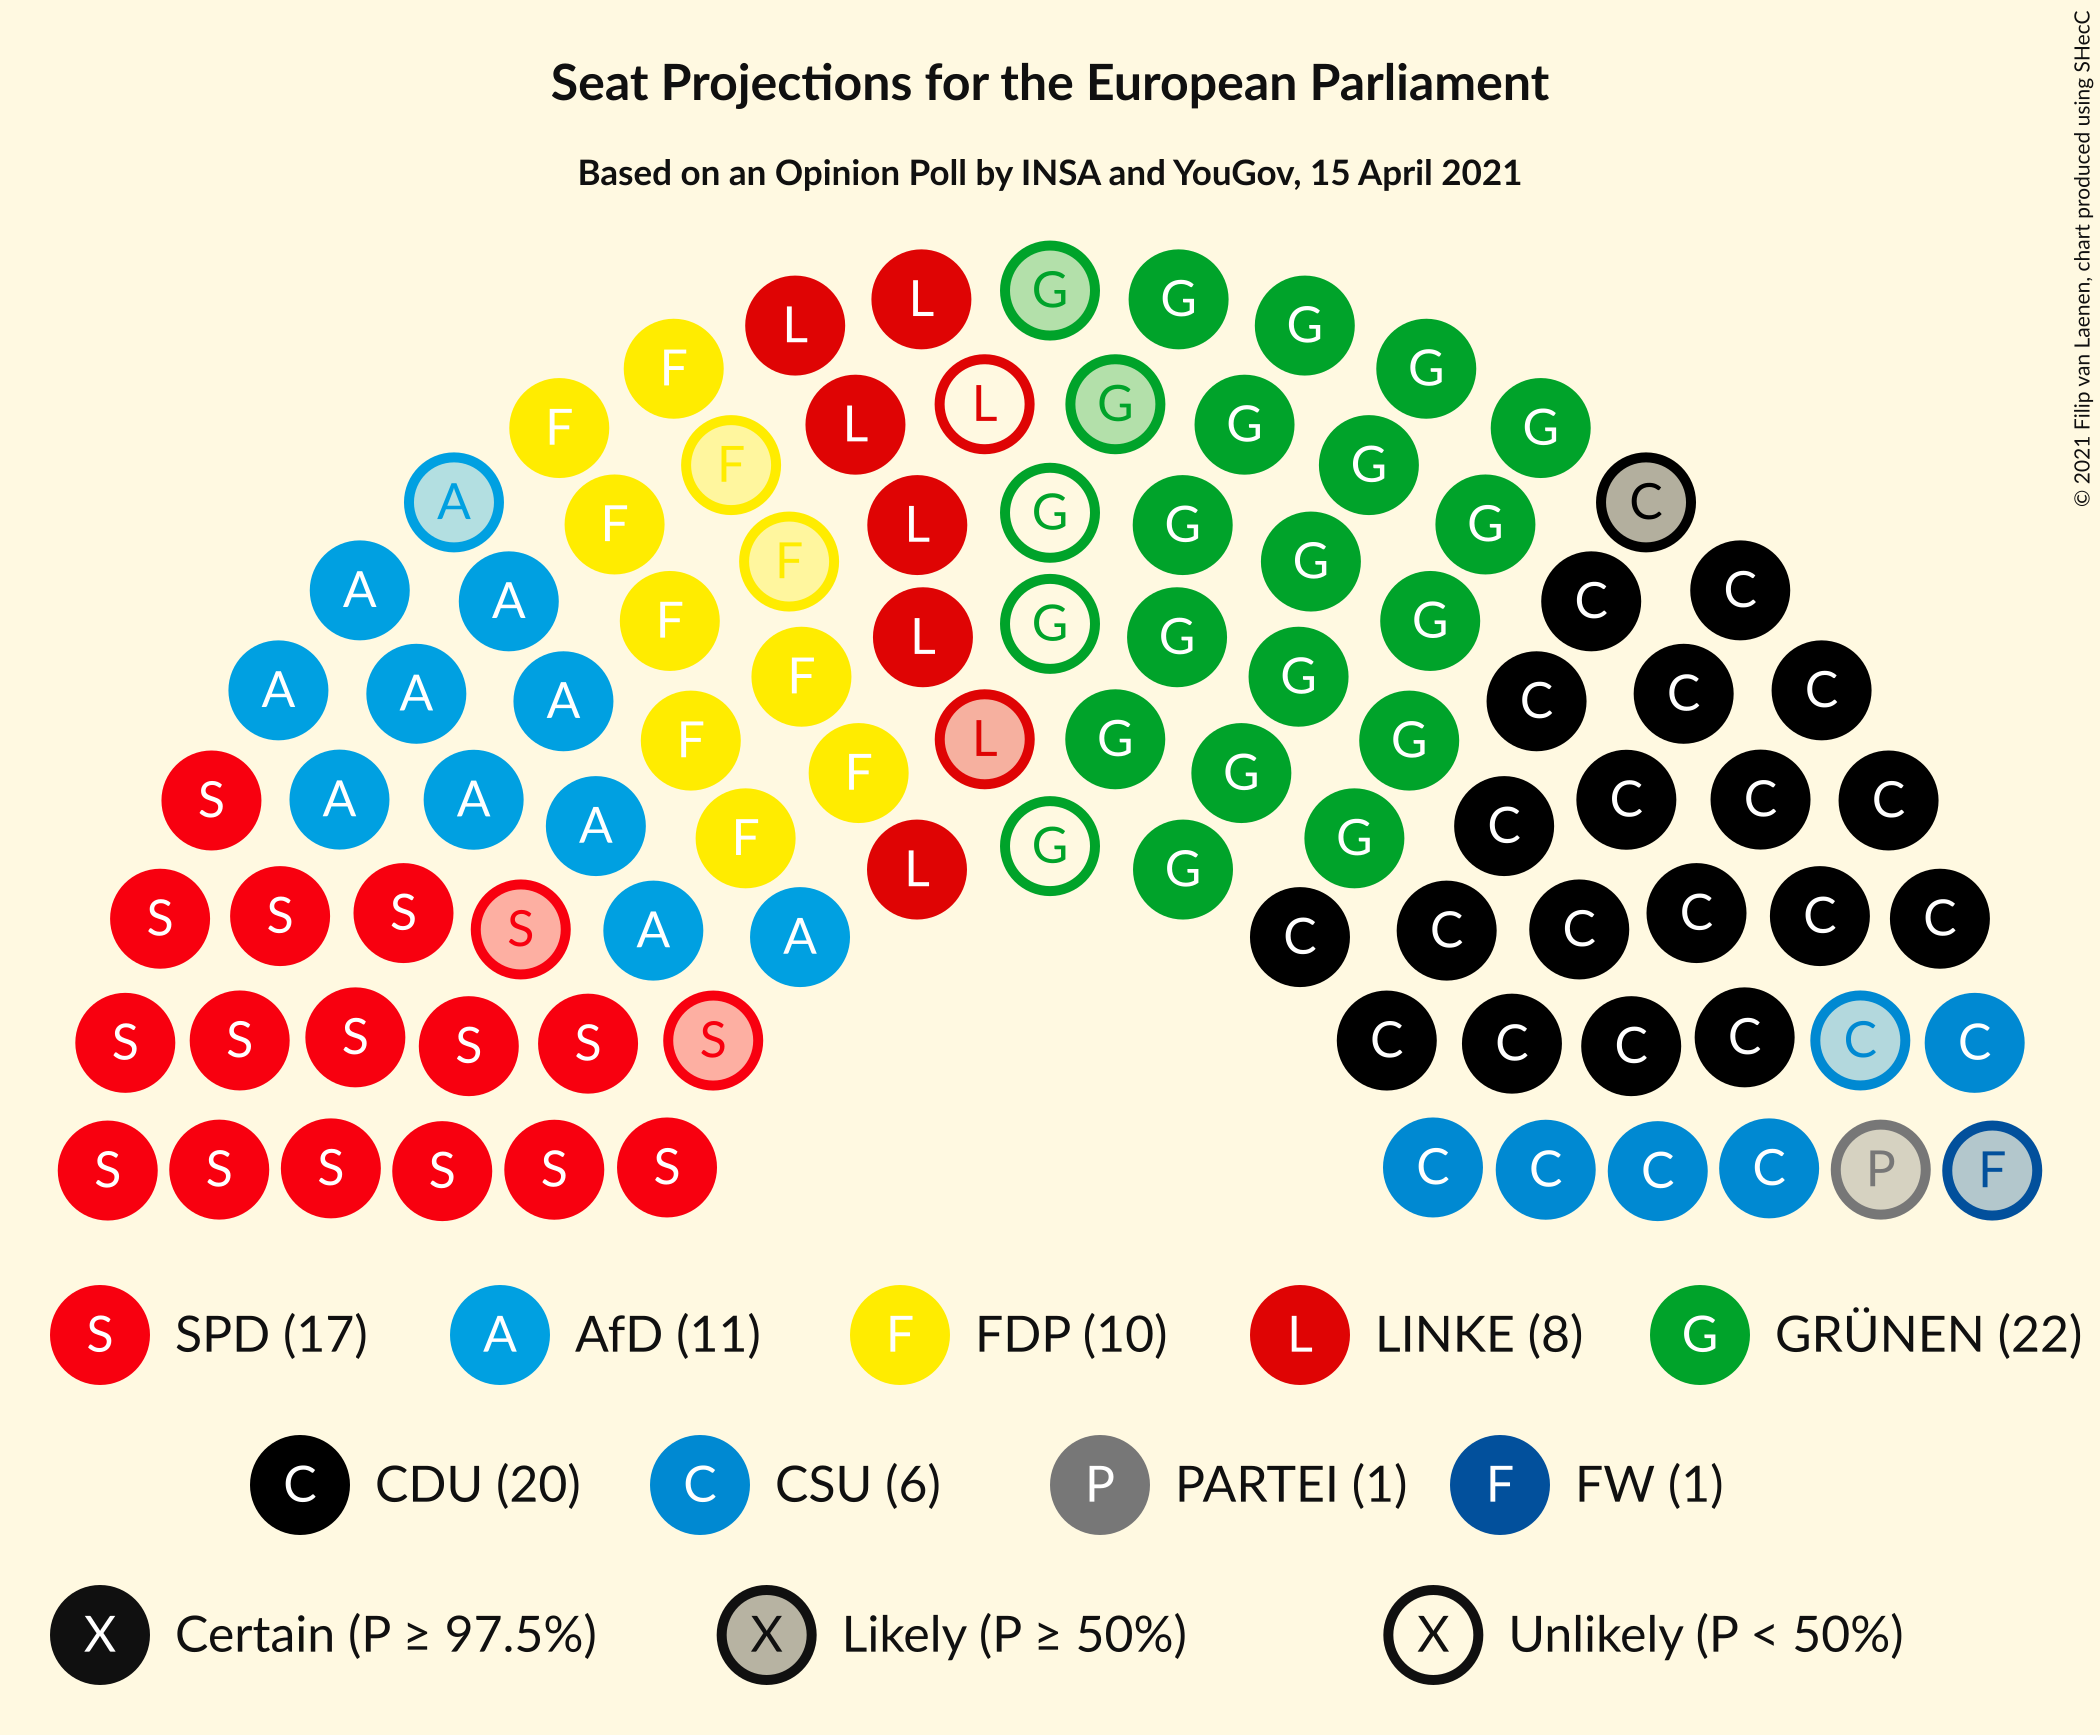 Seat Projections for the European Parliament
Based on an Opinion Poll by INSA and YouGov, 15 April 2021
© 2021 Filip van Laenen, chart produced using SHecC
L L G G G
F L L G G G
F F G G G
A F F L G G G C
A A F L G G G C C
A A A F L G G C C C
S A A A F F L G G G C C C C
S S S S A A F L G G G C C C C C C
S S S S S S C C C C C C
S S S S S S C C C C P F
S SPD (17) A AfD (11) F FDP (10) L LINKE (8) G GRÜNEN (22)
C CDU (20) C CSU (6) P PARTEI (1) F FW (1)
X Certain (P ≥ 97.5%) X Likely (P ≥ 50%) X Unlikely (P < 50%)